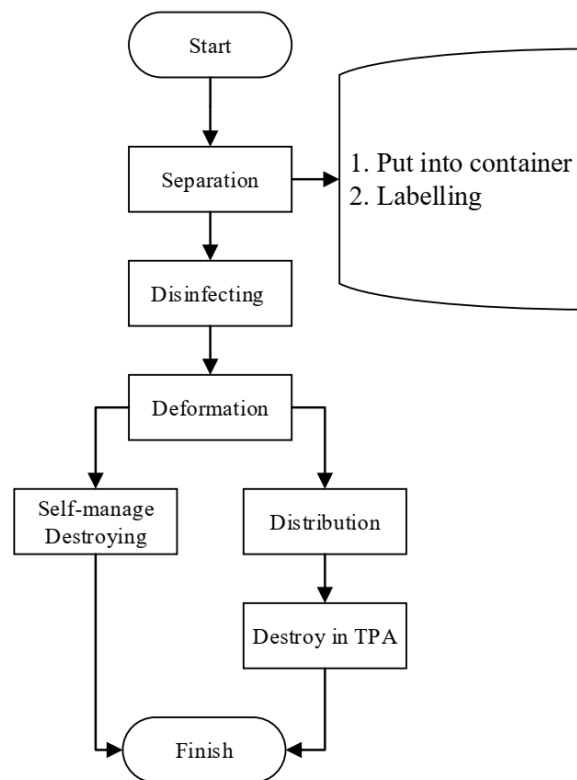 Start
Separation
1. Put into container
2. Labelling
Disinfecting
Deformation
Self-manage
Destroying
Distribution
Destroy in TPA
Finish